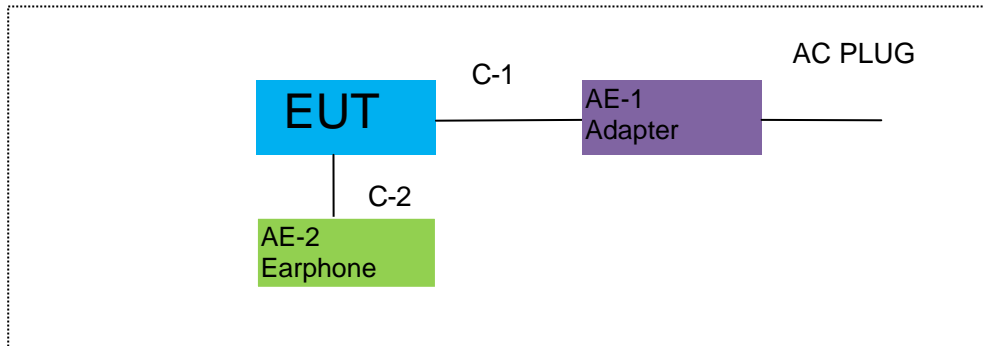 AC PLUG
C-1
EUT
AE-1
Adapter
C-2
AE-2
Earphone